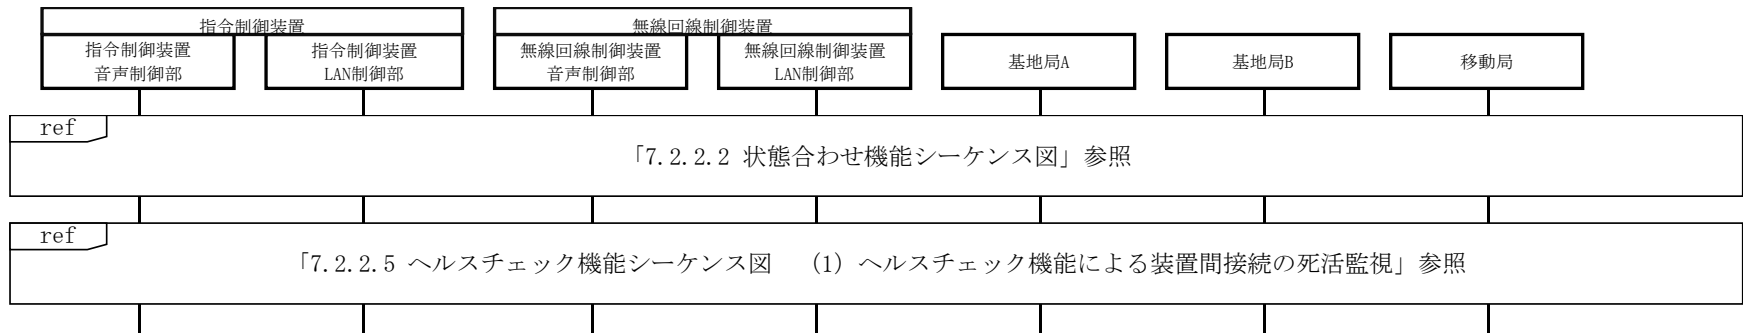 指令制御装置
無線回線制御装置
指令制御装置
音声制御部
指令制御装置
LAN制御部
無線回線制御装置
音声制御部
無線回線制御装置
LAN制御部
基地局A
基地局B
移動局
ref
「7.2.2.2 状態合わせ機能シーケンス図」参照
ref
「7.2.2.5 ヘルスチェック機能シーケンス図　(1) ヘルスチェック機能による装置間接続の死活監視」参照